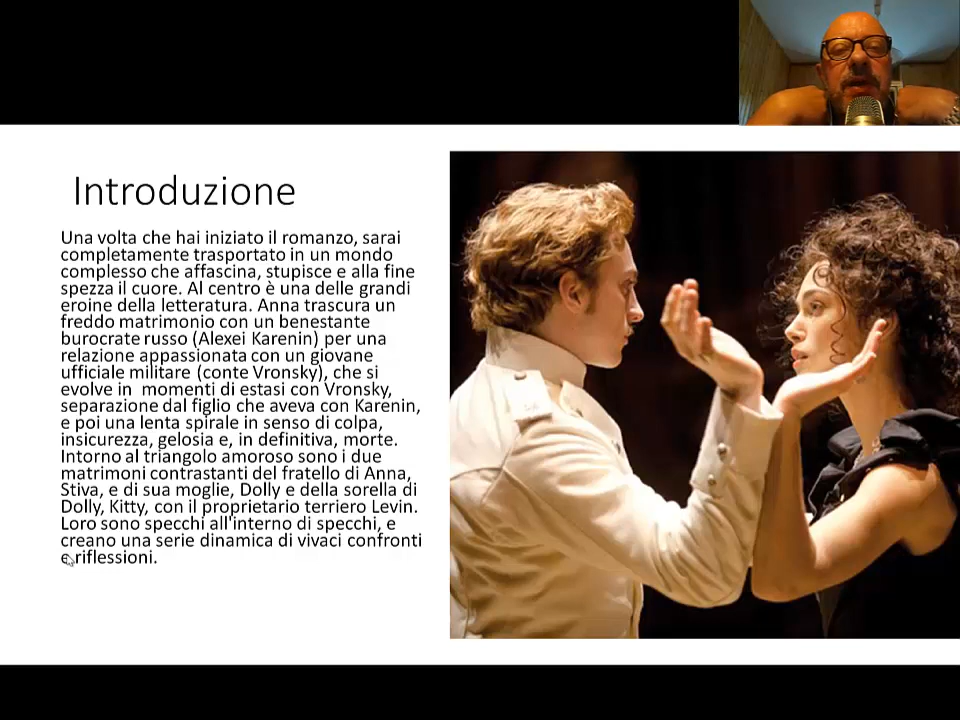 Introduzione
Una volta che hai iniziato il romanzo, sarai
completamente trasportato in un mondo
complesso che affascina, stupisce e alla fine
spezza il cuore. Al centro è una delle grandi
eroine della letteratura. Anna trascura un
freddo matrimonio con un benestante
burocrate russo (Alexei Karenin) per una
relazione appassionata con un giovane
ufficiale militare (conte Vronsky), che si
evolve in momenti di estasi con Vronsky,
separazione dal figlio che aveva con Karenin,
e poi una lenta spirale in senso di colpa,
insicurezza, gelosia e, in definitiva, morte.
Intorno al triangolo amoroso sono i due
matrimoni contrastanti del fratello di Anna,
Stiva, e di sua moglie, Dolly e della sorella di
Dolly, Kitty, con il proprietario terriero Levin.
Loro sono specchi all'interno di specchi, e
creano una serie dinamica di vivaci confronti
e riflessioni.